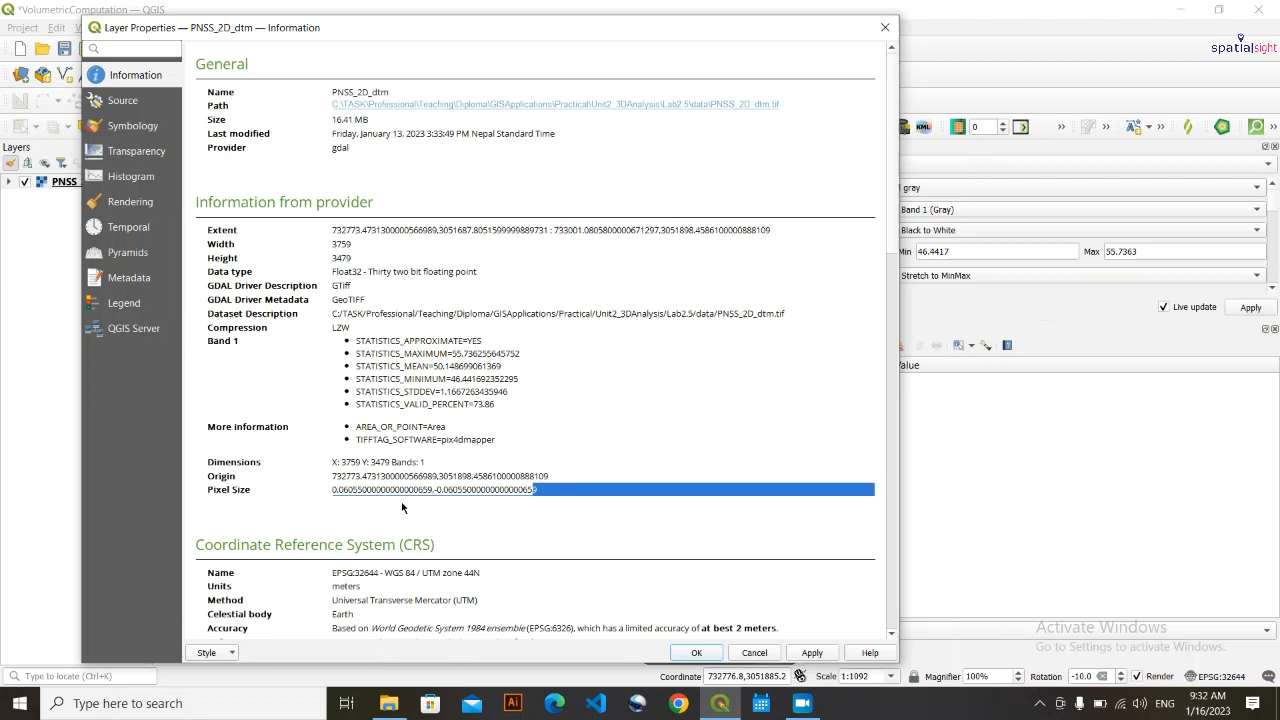 *VolumetricComputation — QGIS
Project Edit
Layer Properties — PNSS_2D_dtm — Information
spatialsight
Information
Source
Symbology
Transparency
Histogram
Rendering
Temporal
Pyramids
Metadata
Legend
QGIS Server
General
Name PNSS_2D_dtm
Path C:\TASK\Professional\Teaching\Diploma\GISApplications\Practical\Unit2_3DAnalysis\Lab2.5\data\PNSS_2D_dtm.tif
Size 16.41 MB
Last modified Friday, January 13, 2023 3:33:49 PM Nepal Standard Time
Provider gdal
Information from provider
Extent 732773.4731300000566989,3051687.8051599999889731 : 733001.0805800000671297,3051898.4586100000888109
Width 3759
Height 3479
Data type Float32 - Thirty two bit floating point
GDAL Driver Description GTiff
GDAL Driver Metadata GeoTIFF
Dataset Description C:/TASK/Professional/Teaching/Diploma/GISApplications/Practical/Unit2_3DAnalysis/Lab2.5/data/PNSS_2D_dtm.tif
Compression LZW
Band 1
STATISTICS_APPROXIMATE=YES
STATISTICS_MAXIMUM=55.736255645752
STATISTICS_MEAN=50.148699061369
STATISTICS_MINIMUM=46.441692352295
STATISTICS_STDDEV=1.1667263435946
STATISTICS_VALID_PERCENT=73.86
More information
AREA_OR_POINT=Area
TIFFTAG_SOFTWARE=pix4dmapper
Dimensions X: 3759 Y: 3479 Bands: 1
Origin 732773.4731300000566989,3051898.4586100000888109
Pixel Size
Coordinate Reference System (CRS)
Name EPSG:32644 - WGS 84 / UTM zone 44N
Units meters
Method Universal Transverse Mercator (UTM)
Celestial body Earth
Accuracy Based on World Geodetic System 1984 ensemble (EPSG:6326), which has a limited accuracy of at best 2 meters.
Style
OK
Cancel
Apply
Help
Layers
PNSS
0
KML
gray
Band 1 (Gray)
Black to White
Min 46.4417 Max 55.7363
Stretch to MinMax
Live update
Apply
Value
Activate Windows
Go to Settings to activate Windows.
Type to locate (Ctrl+K)
Coordinate 732776.8,3051885.2
Scale 1:1092
Magnifier 100%
Rotation -10.0
Render
EPSG:32644
Type here to search
Ai
ENG
9:32 AM
1/16/2023